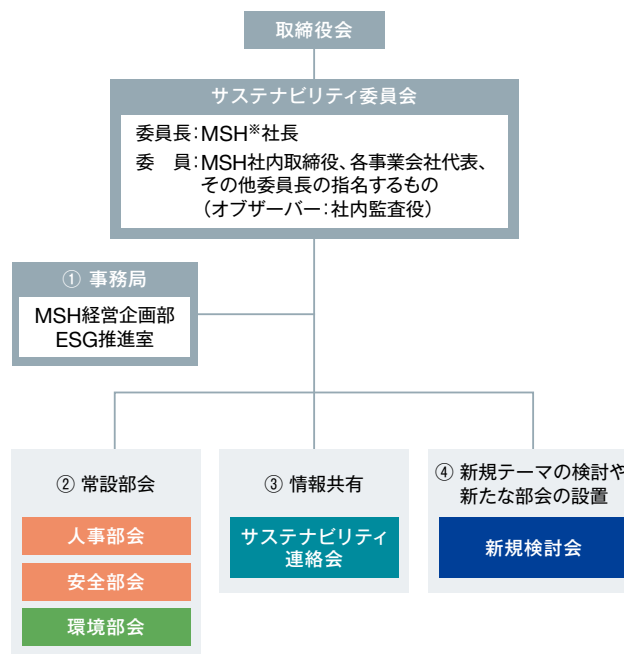 取締役会
サステナビリティ委員会
委員長：MSH※社長
委　員：MSH社内取締役、各事業会社代表、
その他委員長の指名するもの
（オブザーバー：社内監査役）
① 事務局
MSH経営企画部
ESG推進室
② 常設部会
人事部会
安全部会
環境部会
③ 情報共有
サステナビリティ
連絡会
④ 新規テーマの検討や
新たな部会の設置
新規検討会